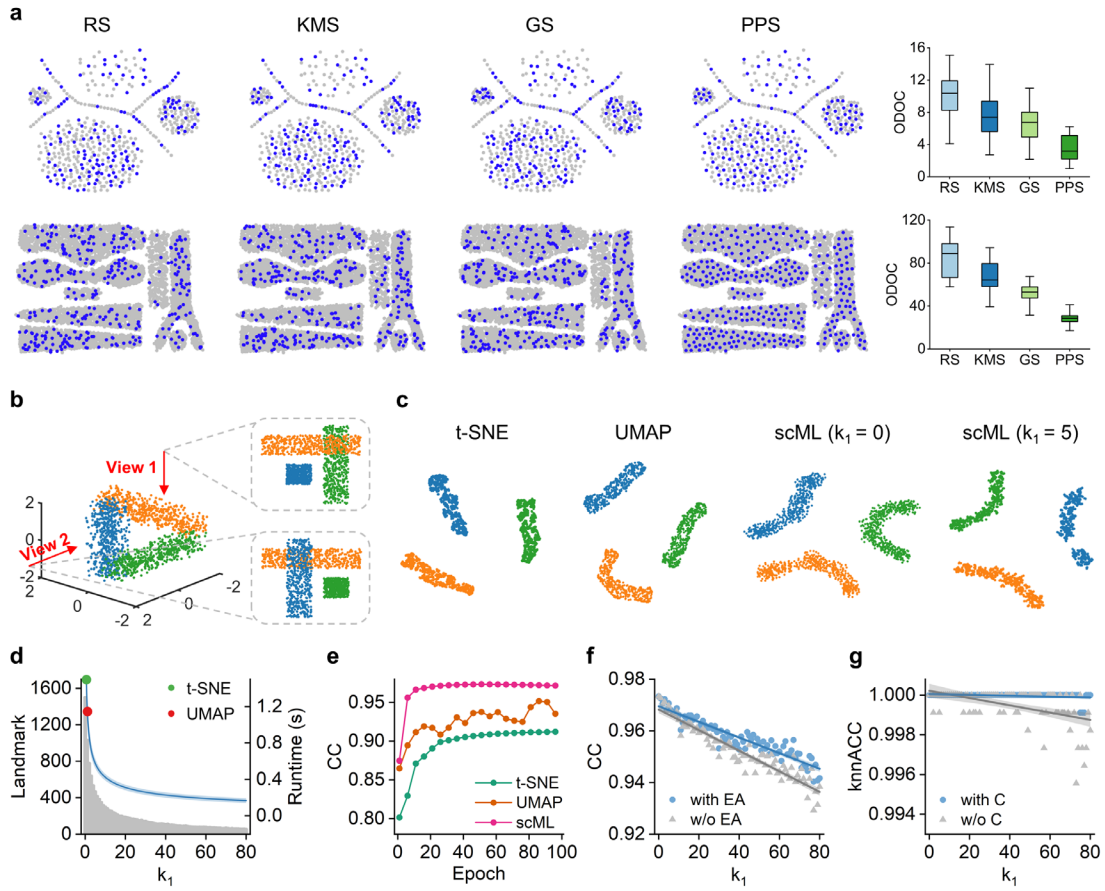 a
RS KMS GS PPS
16
12
8
4
0
ODOC
RS KMS GS PPS
120
80
40
0
ODOC
RS KMS GS PPS
b
View 1
View 2
2
0
-2
0
-2
2
0
-2
c
t-SNE UMAP scML (k1 = 0) scML (k1 = 5)
d
t-SNE
UMAP
1600
1200
800
400
0
Landmark
1.2
0.8
0.4
0.0
Runtime (s)
0 20 40 60 80
k1
e
0.95
0.90
0.85
0.80
CC
t-SNE
UMAP
scML
0 20 40 60 80 100
Epoch
f
0.98
0.96
0.94
0.92
CC
with EA
w/o EA
0 20 40 60 80
k1
g
1.000
0.998
0.996
0.994
knnACC
with C
w/o C
0 20 40 60 80
k1